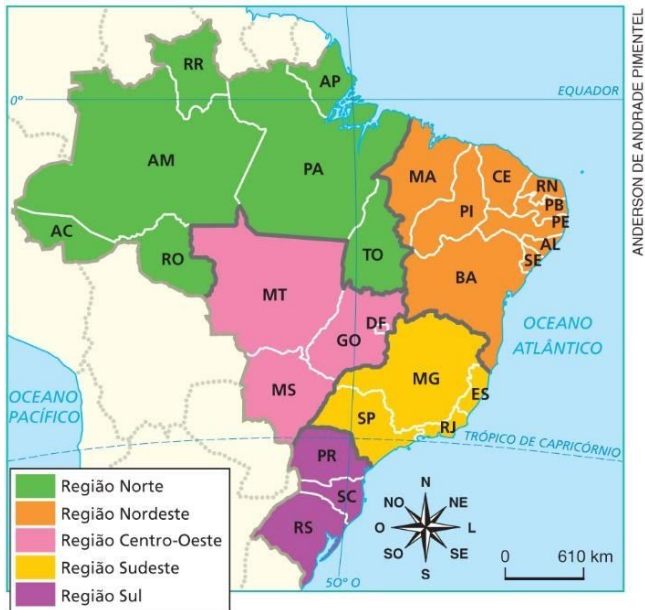 ANDERSON DE ANDRADE PIMENTEL
RR
AP
0°
EQUADOR
AM
PA
MA
CE
RN
PB
PE
PI
AL
SE
AC
RO
TO
BA
MT
DF
GO
OCEANO
ATLÂNTICO
MG
ES
OCEANO
PACÍFICO
MS
SP
RJ
TRÓPICO DE CAPRICÓRNIO
PR
SC
RS
Região Norte
Região Nordeste
Região Centro-Oeste
Região Sudeste
Região Sul
N
NO
NE
O
L
SO
SE
S
0
610 km
50° O